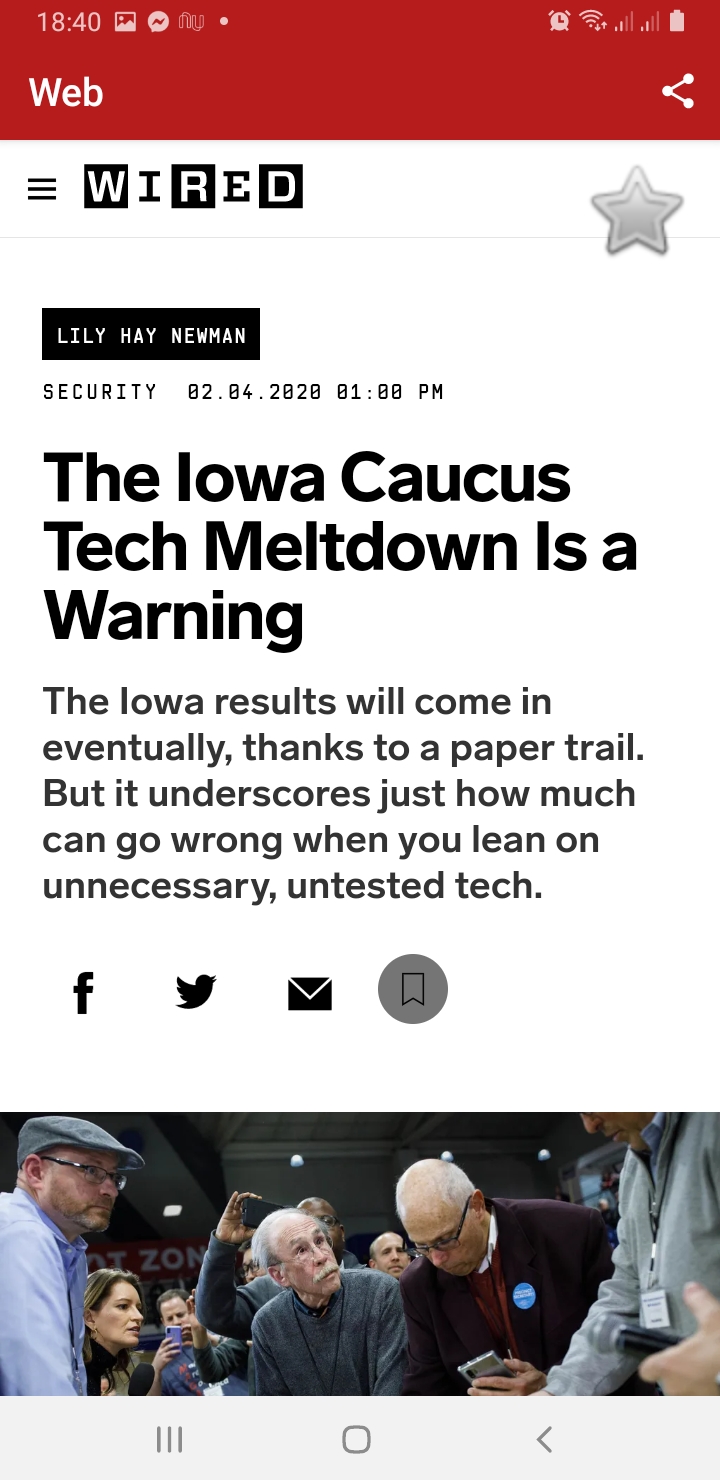 18:40
Web
WIRED
LILY HAY NEWMAN
SECURITY 02.04.2020 01:00 PM
The Iowa Caucus
Tech Meltdown Is a
Warning
The Iowa results will come in
eventually, thanks to a paper trail.
But it underscores just how much
can go wrong when you lean on
unnecessary, untested tech.
OT ZON